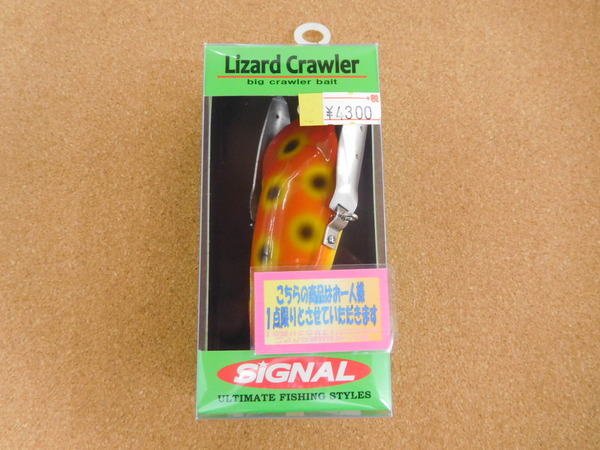 Lizard Crawler
big crawler bait
+税
¥4300
こちらの商品はお一人様
1点限りとさせていただきます
SIGNAL
ULTIMATE FISHING STYLES